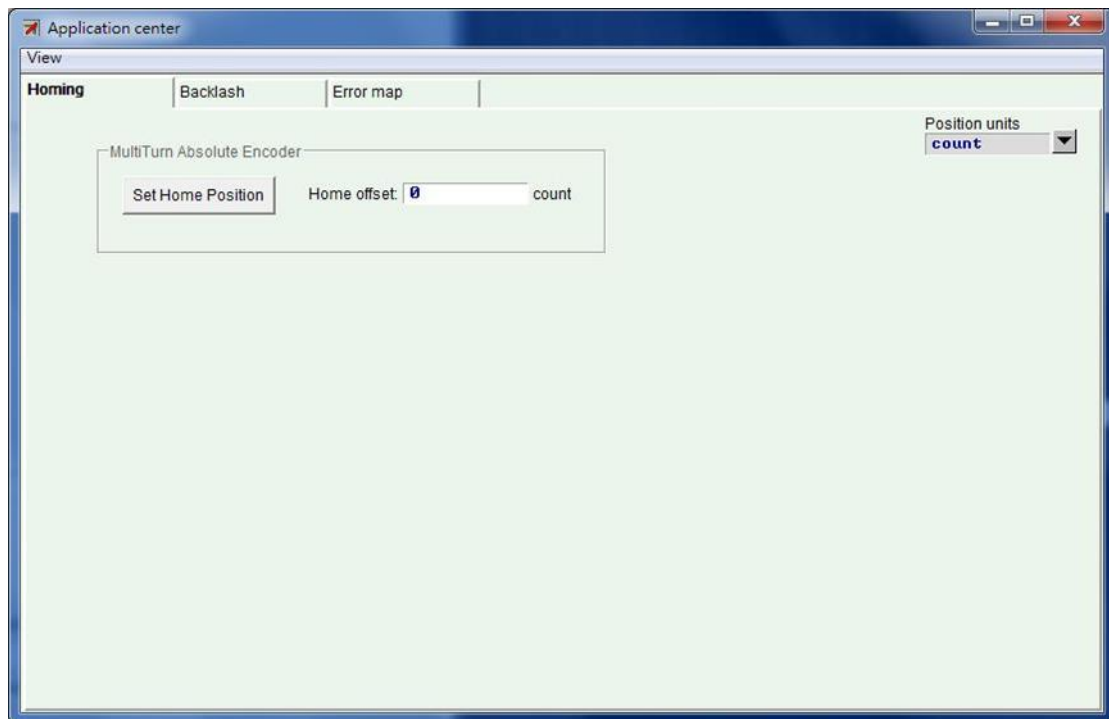 Application center
View
Homing Backlash Error map
Position units
count
MultiTurn Absolute Encoder
Set Home Position Home offset: 0 count